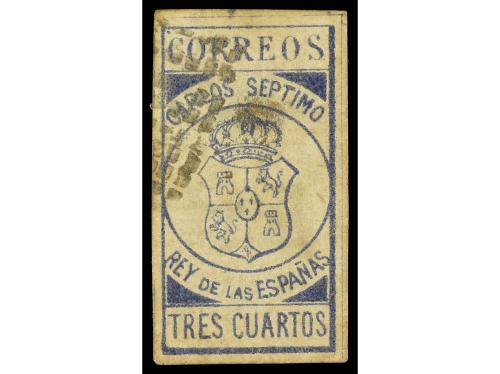 CORREOS
CARLOS SEPTIMO
REY DE LAS ESPAÑAS
TRES CUARTOS